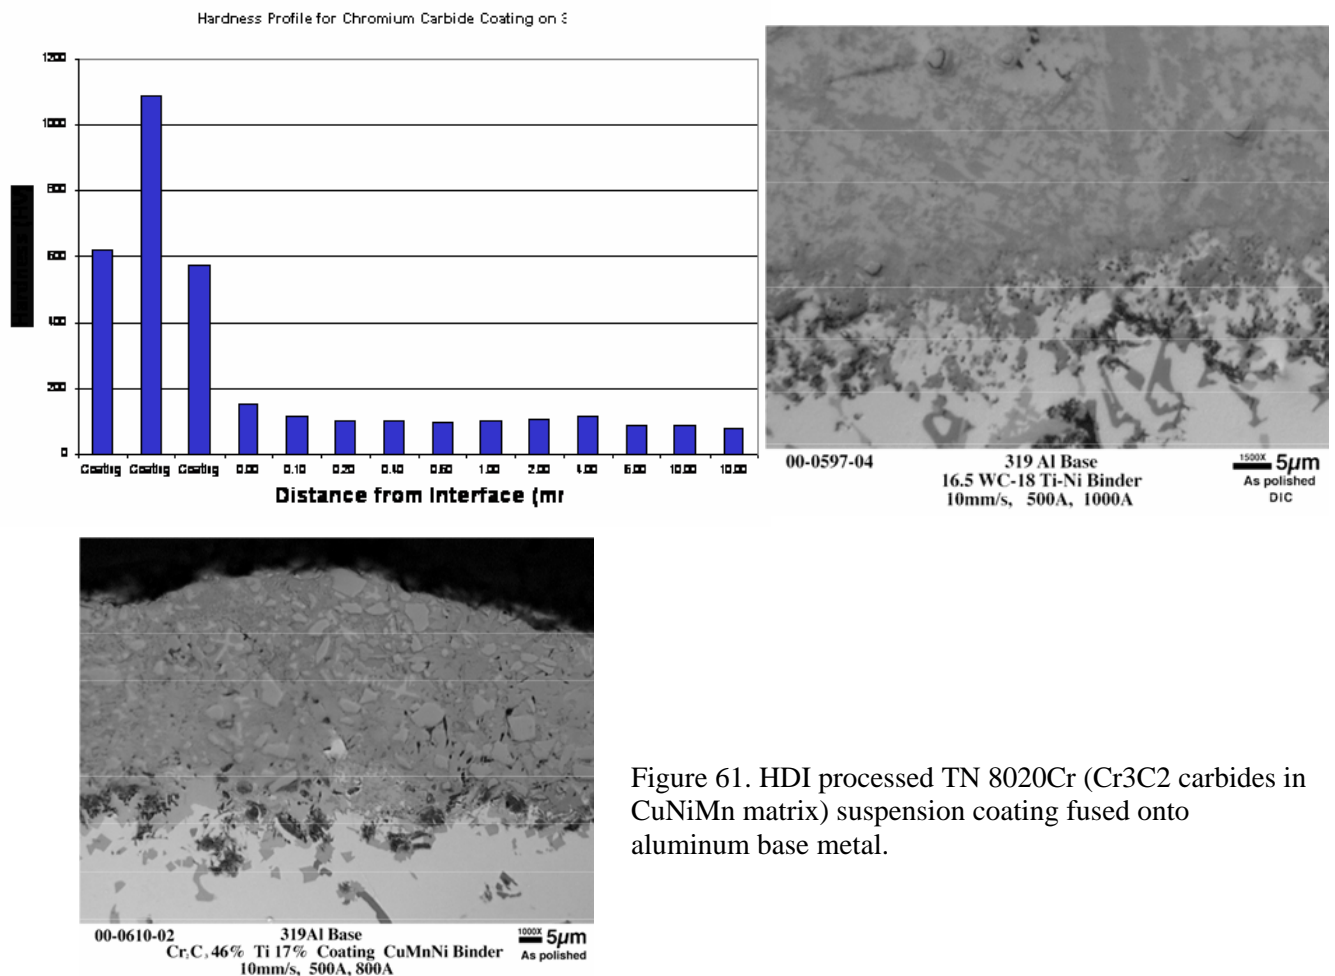 Hardness Profile for Chromium Carbide Coating on 3
1200
1000
800
600
400
200
0
Coating Coating Coating 0.00 0.10 0.20 0.40 0.60 1.00 2.00 4.00 6.00 10.00 10.00
Distance from Interface (mr
00-0597-04 319 Al Base 1500X 5µm
16.5 WC-18 Ti-Ni Binder As polished
10mm/s, 500A, 1000A DIC
00-0610-02 319Al Base 1000X 5µm
Cr₂C₃ 46% Ti 17% Coating CuMnNi Binder As polished
10mm/s, 500A, 800A
Figure 61. HDI processed TN 8020Cr (Cr3C2 carbides in
CuNiMn matrix) suspension coating fused onto
aluminum base metal.